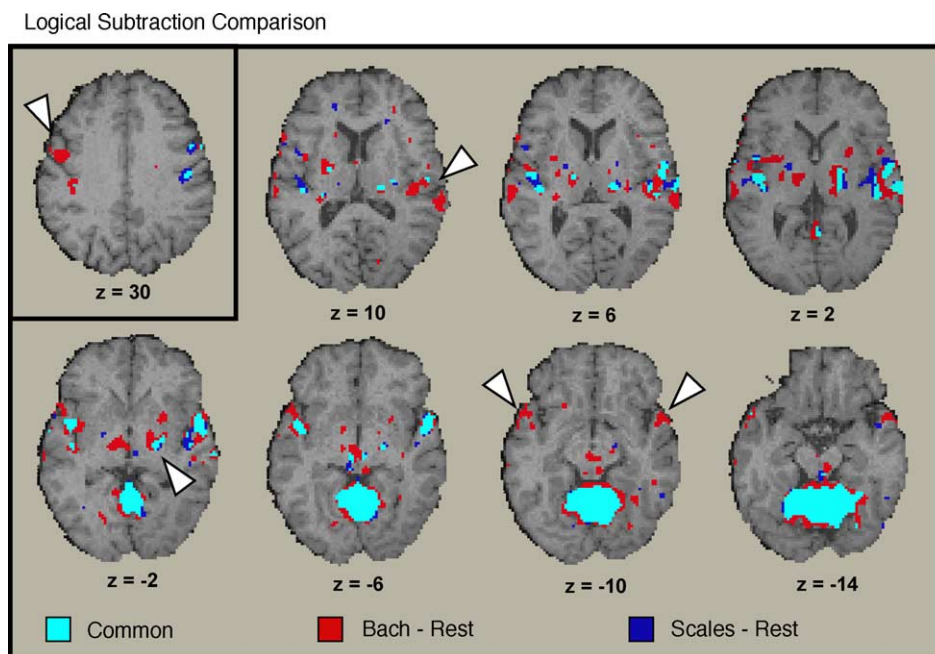 Logical Subtraction Comparison
z = 30
z = 10
z = 6
z = 2
z = -2
z = -6
z = -10
z = -14
Common
Bach - Rest
Scales - Rest